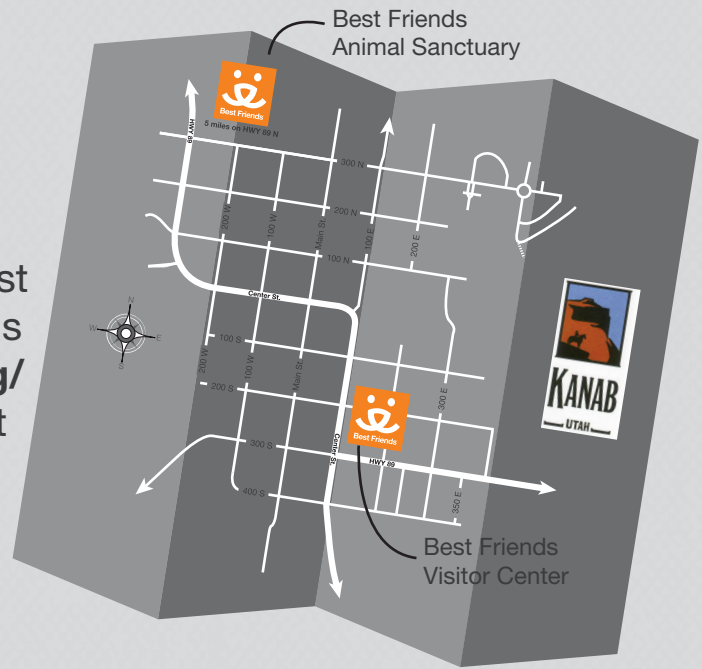 Best Friends
Animal Sanctuary
Best Friends
5 miles on HWY 89 N
HWY 89
300 N
200 N
100 N
200 W
100 W
Main St.
100 E
200 E
Center St.
st
s
g/
t
N
W
E
S
100 S
200 S
300 S
400 S
200 W
100 W
Main St.
300 E
350 E
Center St.
HWY 89
Best Friends
KANAB
UTAH
Best Friends
Visitor Center